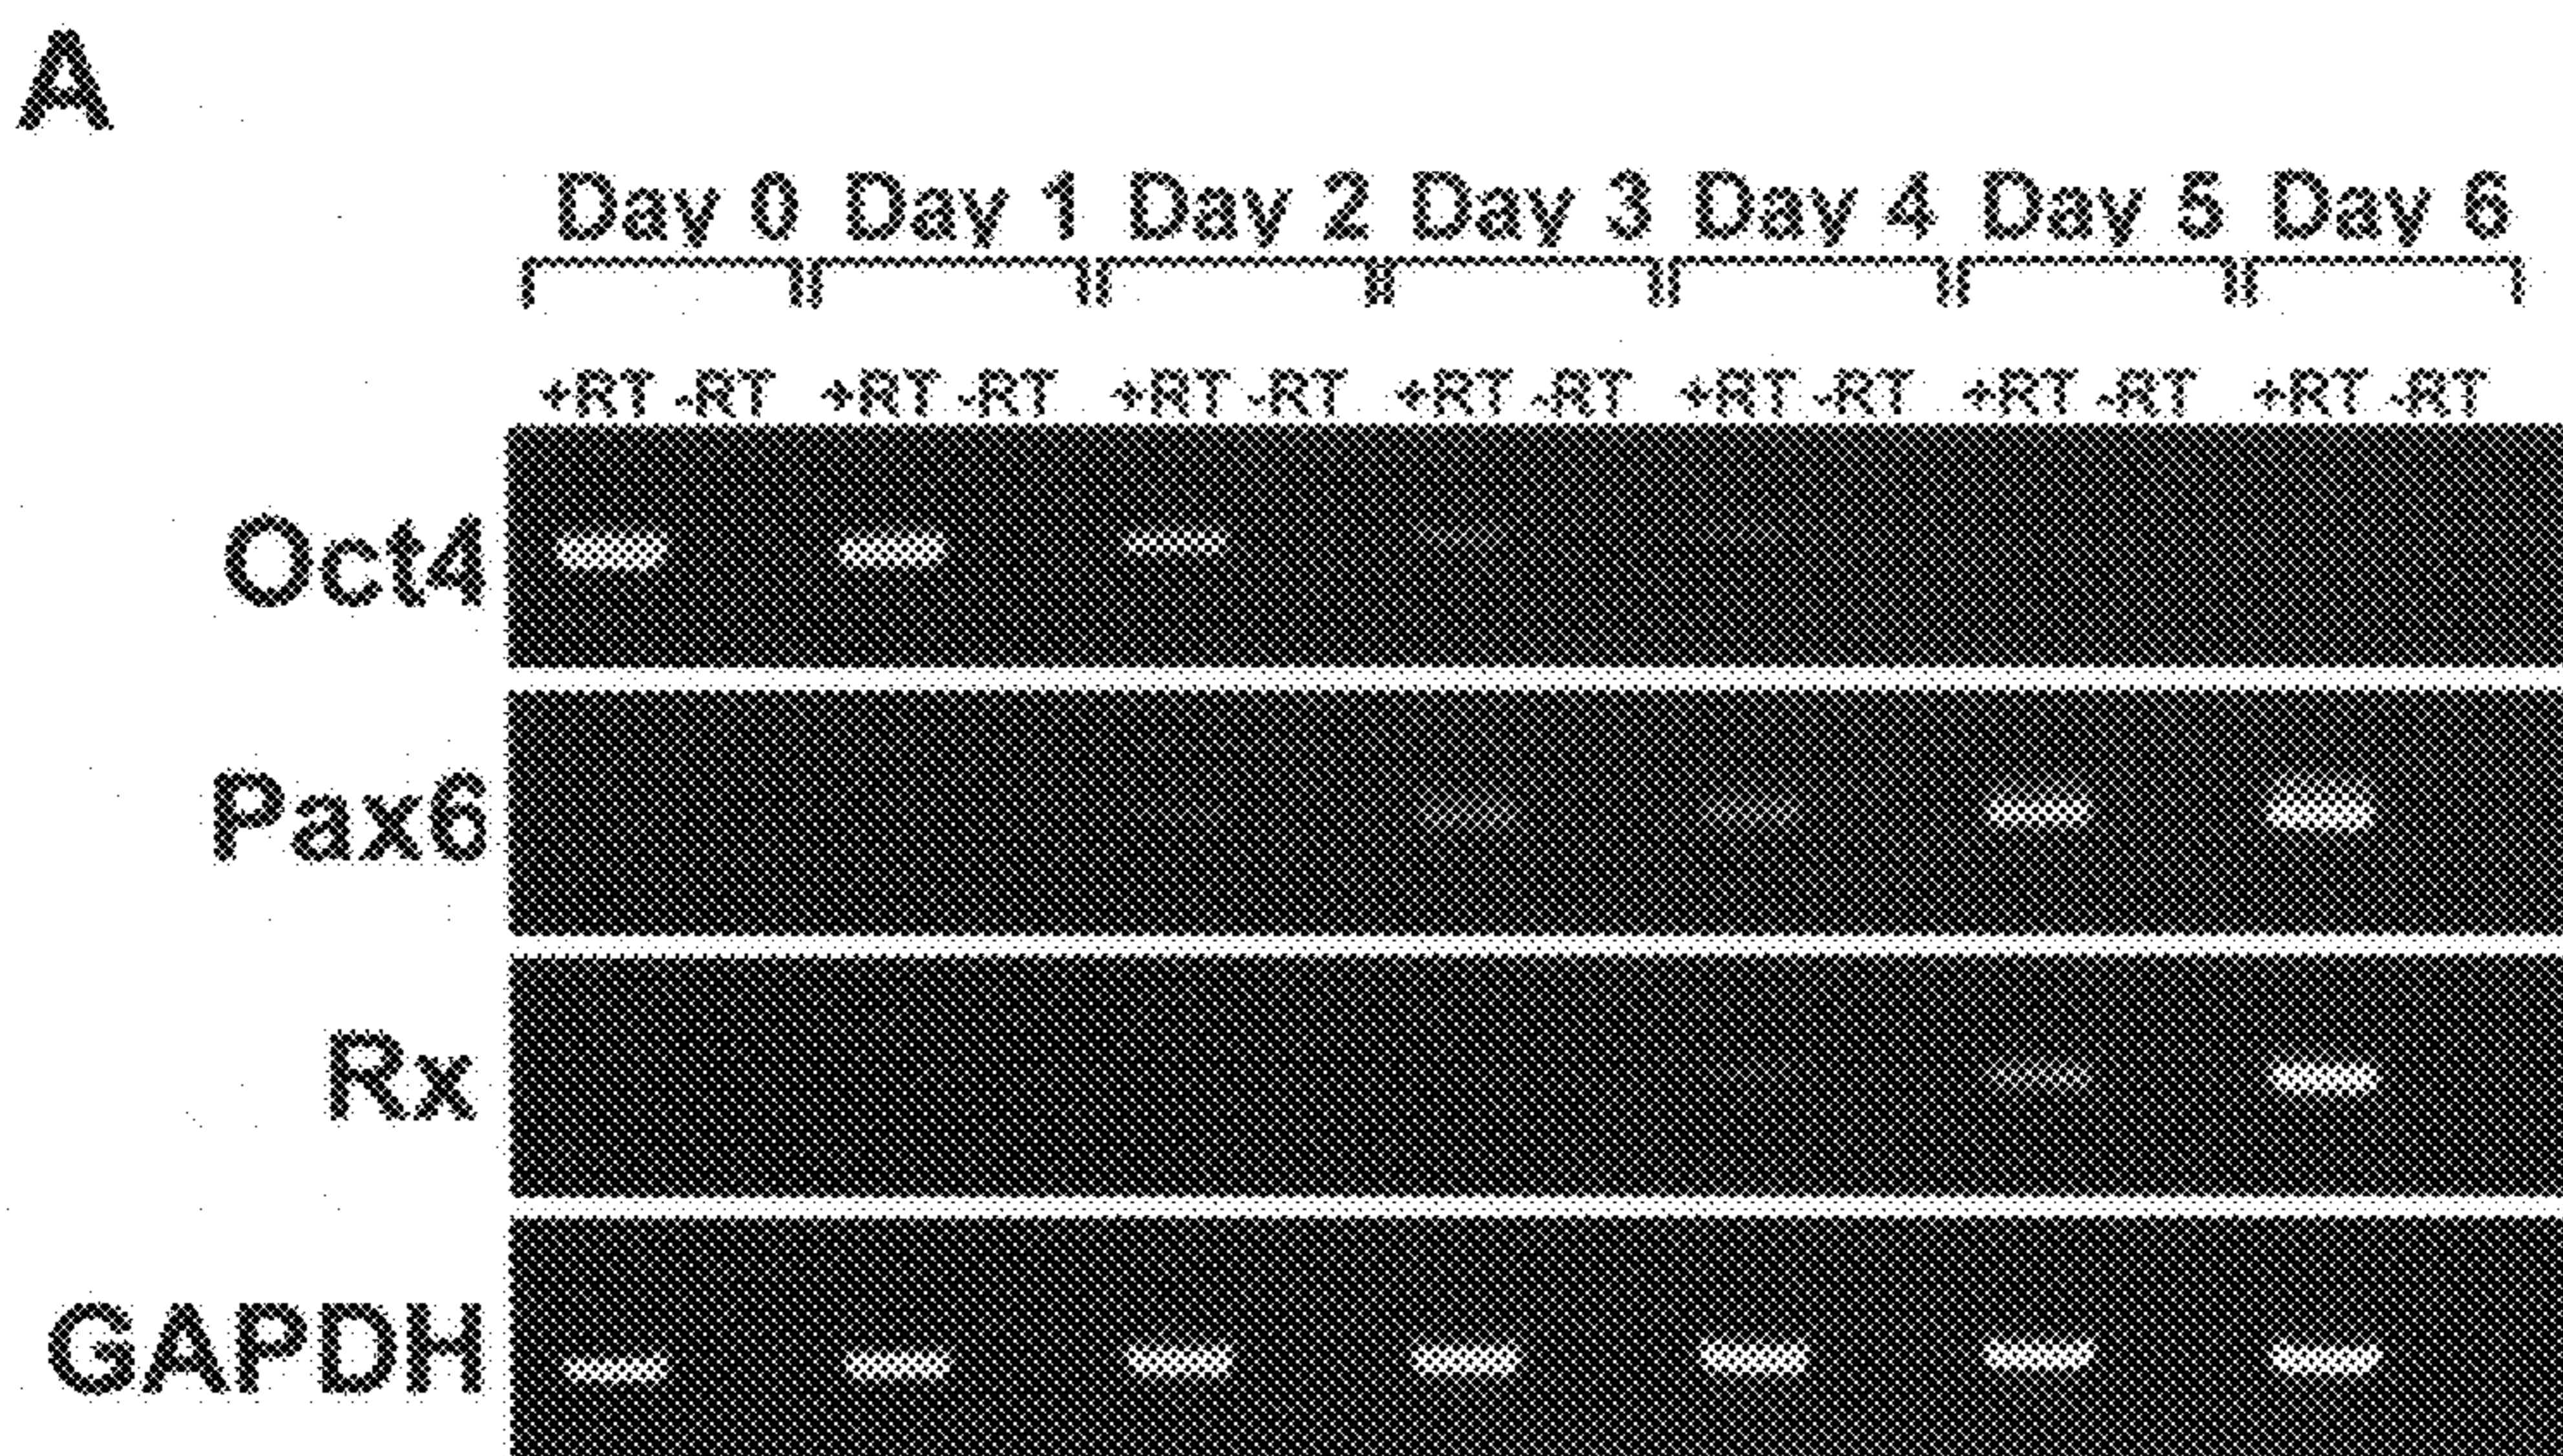 A
Day 0 Day 1 Day 2 Day 3 Day 4 Day 5 Day 6
+RT -RT +RT -RT +RT -RT +RT -RT +RT -RT +RT -RT +RT -RT
Oct4
Pax6
Rx
GAPDH